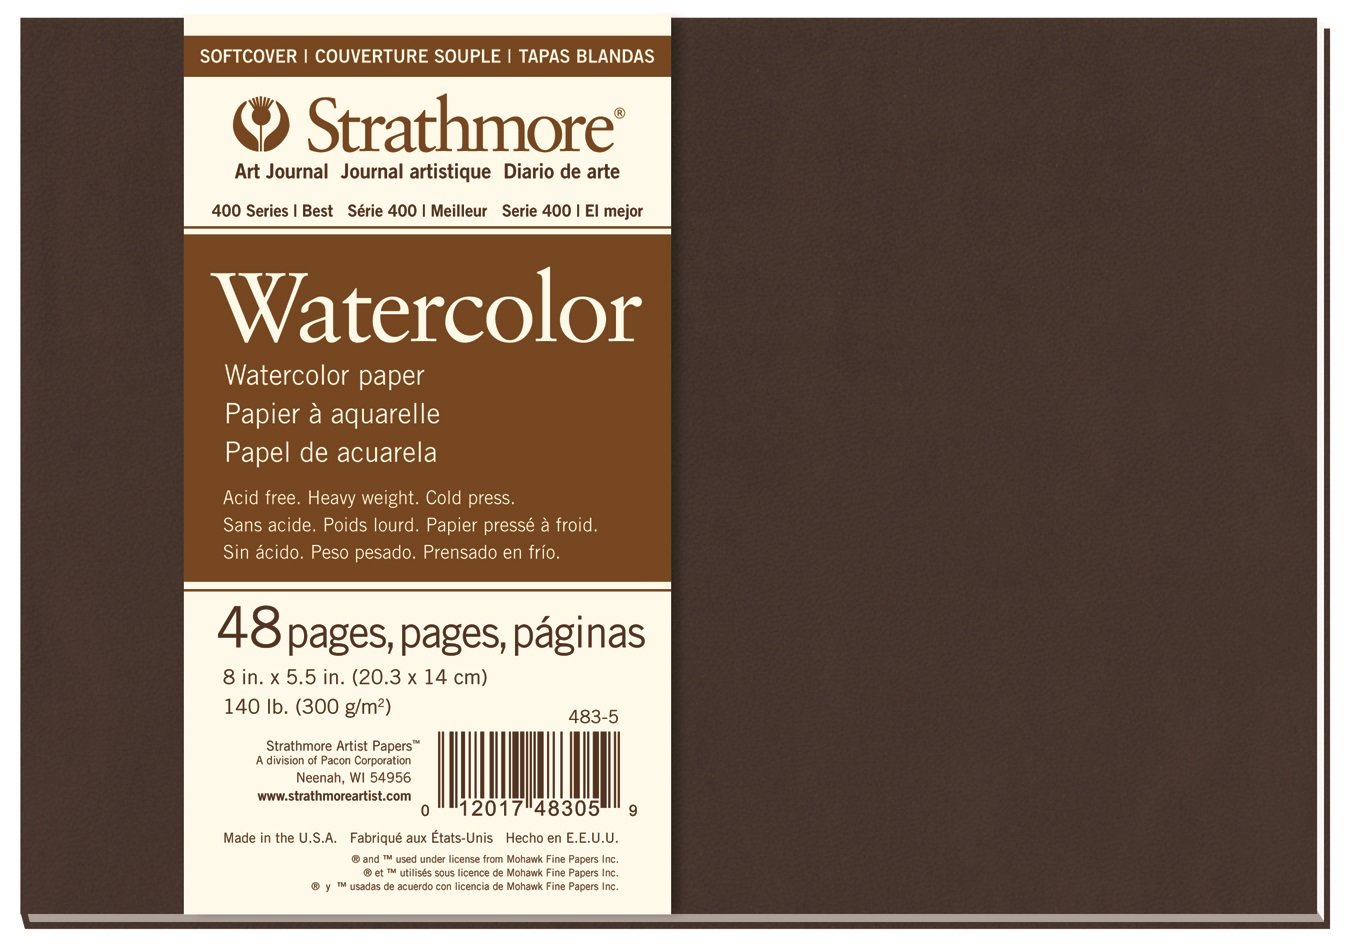 SOFTCOVER | COUVERTURE SOUPLE | TAPAS BLANDAS
Strathmore®
Art Journal Journal artistique Diario de arte
400 Series | Best Série 400 | Meilleur Serie 400 | El mejor
Watercolor
Watercolor paper
Papier à aquarelle
Papel de acuarela
Acid free. Heavy weight. Cold press.
Sans acide. Poids lourd. Papier pressé à froid.
Sin ácido. Peso pesado. Prensado en frío.
48 pages, pages, páginas
8 in. x 5.5 in. (20.3 x 14 cm)
140 lb. (300 g/m²)
483-5
Strathmore Artist Papers™
A division of Pacon Corporation
Neenah, WI 54956
www.strathmoreartist.com
0 12017 48305 9
Made in the U.S.A. Fabriqué aux États-Unis Hecho en E.E.U.U.
® and ™ used under license from Mohawk Fine Papers Inc.
® et ™ utilisés sous licence de Mohawk Fine Papers Inc.
® y ™ usadas de acuerdo con licencia de Mohawk Fine Papers Inc.